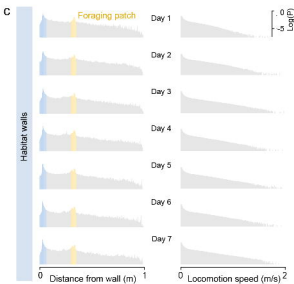 C
Foraging patch
Habitat walls
Day 1
Day 2
Day 3
Day 4
Day 5
Day 6
Day 7
0
-5
Log(P)
0
1
Distance from wall (m)
0
2
Locomotion speed (m/s)